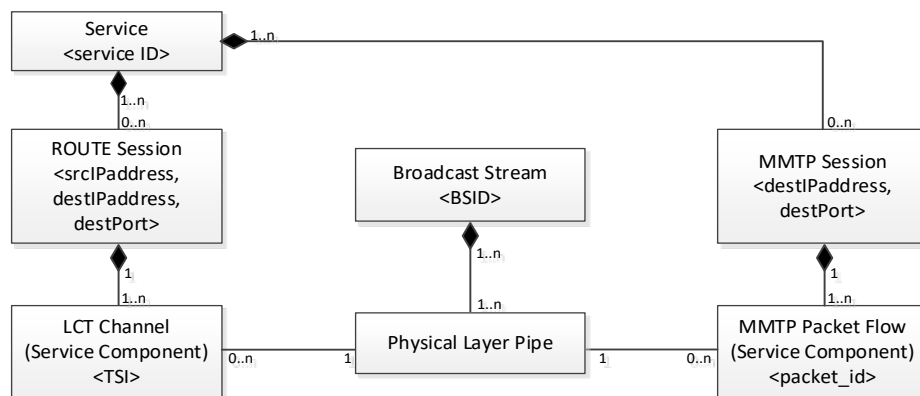 Service
<service ID>
1..n
1..n
0..n
0..n
ROUTE Session
<srcIPaddress,
destIPaddress,
destPort>
Broadcast Stream
<BSID>
MMTP Session
<destIPaddress,
destPort>
1
1..n
1..n
1..n
1
1..n
LCT Channel
(Service Component)
<TSI>
0..n
1
Physical Layer Pipe
1
0..n
MMTP Packet Flow
(Service Component)
<packet_id>